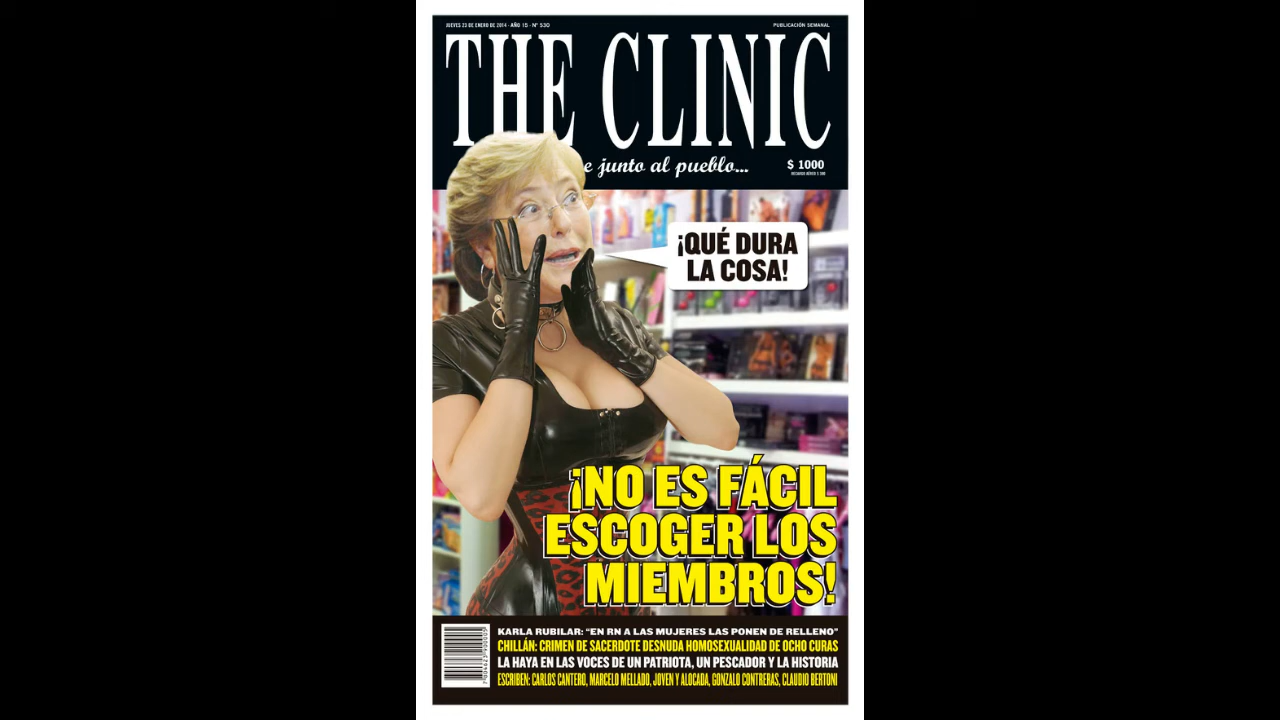 JUEVES 23 DE ENERO DE 2014 - AÑO 15 - Nº 530
PUBLICACIÓN SEMANAL
THE CLINIC
e junto al pueblo...
$ 1000
¡QUÉ DURA
LA COSA!
¡NO ES FÁCIL
ESCOGER LOS
MIEMBROS!
KARLA RUBILAR: "EN RN A LAS MUJERES LAS PONEN DE RELLENO"
CHILLÁN: CRIMEN DE SACERDOTE DESNUDA HOMOSEXUALIDAD DE OCHO CURAS
LA HAYA EN LAS VOCES DE UN PATRIOTA, UN PESCADOR Y LA HISTORIA
ESCRIBEN: CARLOS CANTERO, MARCELO MELLADO, JOVEN Y ALOCADA, GONZALO CONTRERAS, CLAUDIO BERTONI